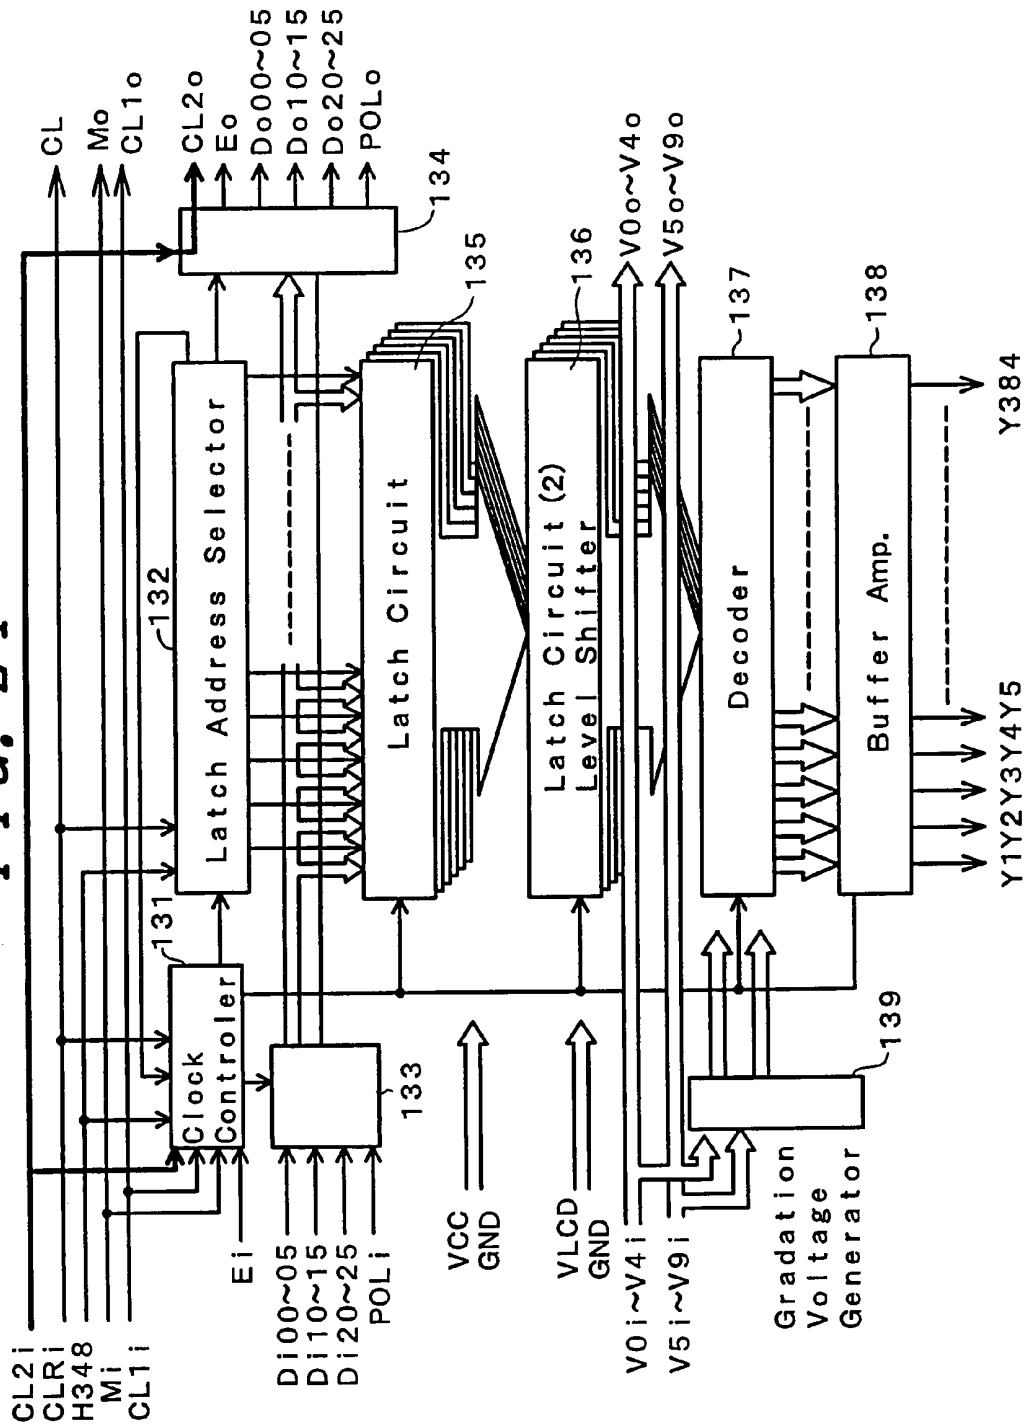 CL2i
CLRi
H348
Mi
CL1i
Ei
Di00~05
Di10~15
Di20~25
POLi
VCC
GND
VLCD
GND
V0i~V4i
V5i~V9i
Gradation
Voltage
Generator
131
Clock
Controler
133
139
132
Latch Address Selector
Latch Circuit
135
Latch Circuit(2)
Level Shifter
136
Decoder
137
Buffer Amp.
138
134
CL
Mo
CL1o
CL2o
Eo
Do00~05
Do10~15
Do20~25
POLo
V0o~V4o
V5o~V9o
Y1Y2Y3Y4Y5
Y384